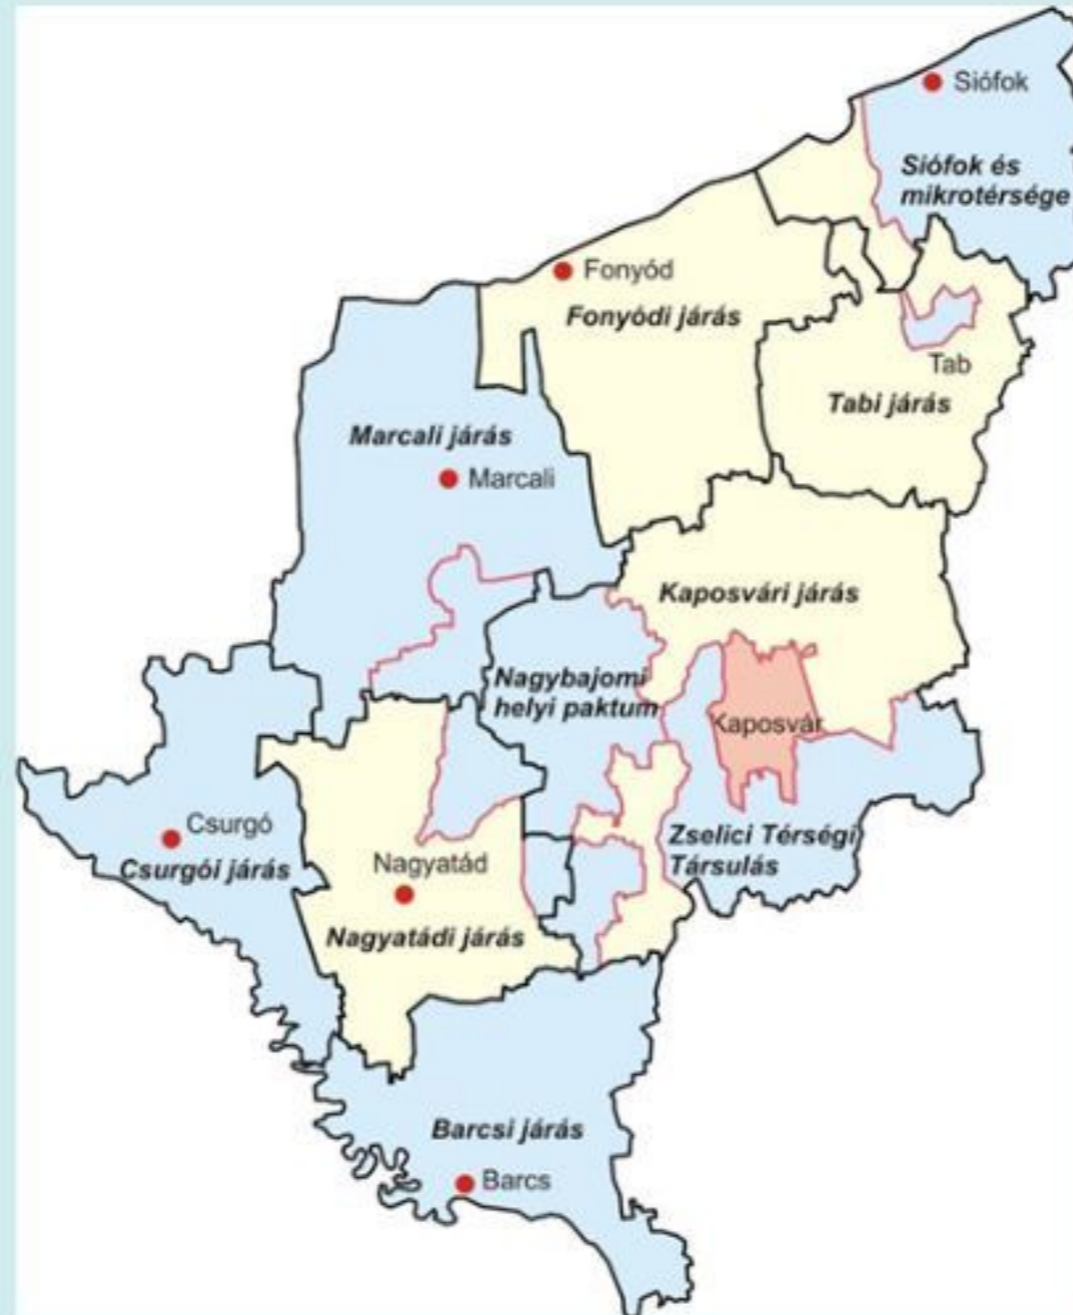 Siófok
Siófok és
mikrotérsége
Fonyód
Fonyódi járás
Tab
Tabi járás
Marcali járás
Marcali
Kaposvári járás
Nagybajomi
helyi paktum
Kaposvár
Csurgó
Csurgói járás
Zselici Térségi
Társulás
Nagyatád
Nagyatádi járás
Barcsi járás
Barcs